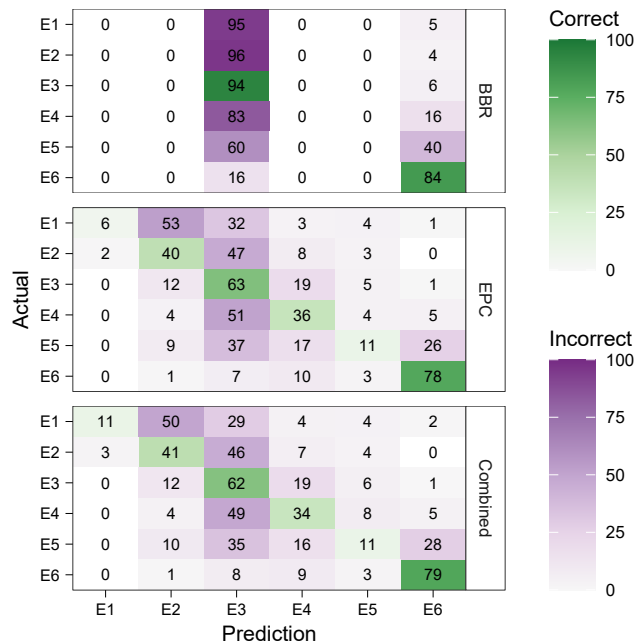 Actual
E1 0 0 95 0 0 5
E2 0 0 96 0 0 4
E3 0 0 94 0 0 6
E4 0 0 83 0 0 16
E5 0 0 60 0 0 40
E6 0 0 16 0 0 84
BBR
E1 6 53 32 3 4 1
E2 2 40 47 8 3 0
E3 0 12 63 19 5 1
E4 0 4 51 36 4 5
E5 0 9 37 17 11 26
E6 0 1 7 10 3 78
EPC
E1 11 50 29 4 4 2
E2 3 41 46 7 4 0
E3 0 12 62 19 6 1
E4 0 4 49 34 8 5
E5 0 10 35 16 11 28
E6 0 1 8 9 3 79
Combined
E1 E2 E3 E4 E5 E6
Prediction
Correct
100
75
50
25
0
Incorrect
100
75
50
25
0